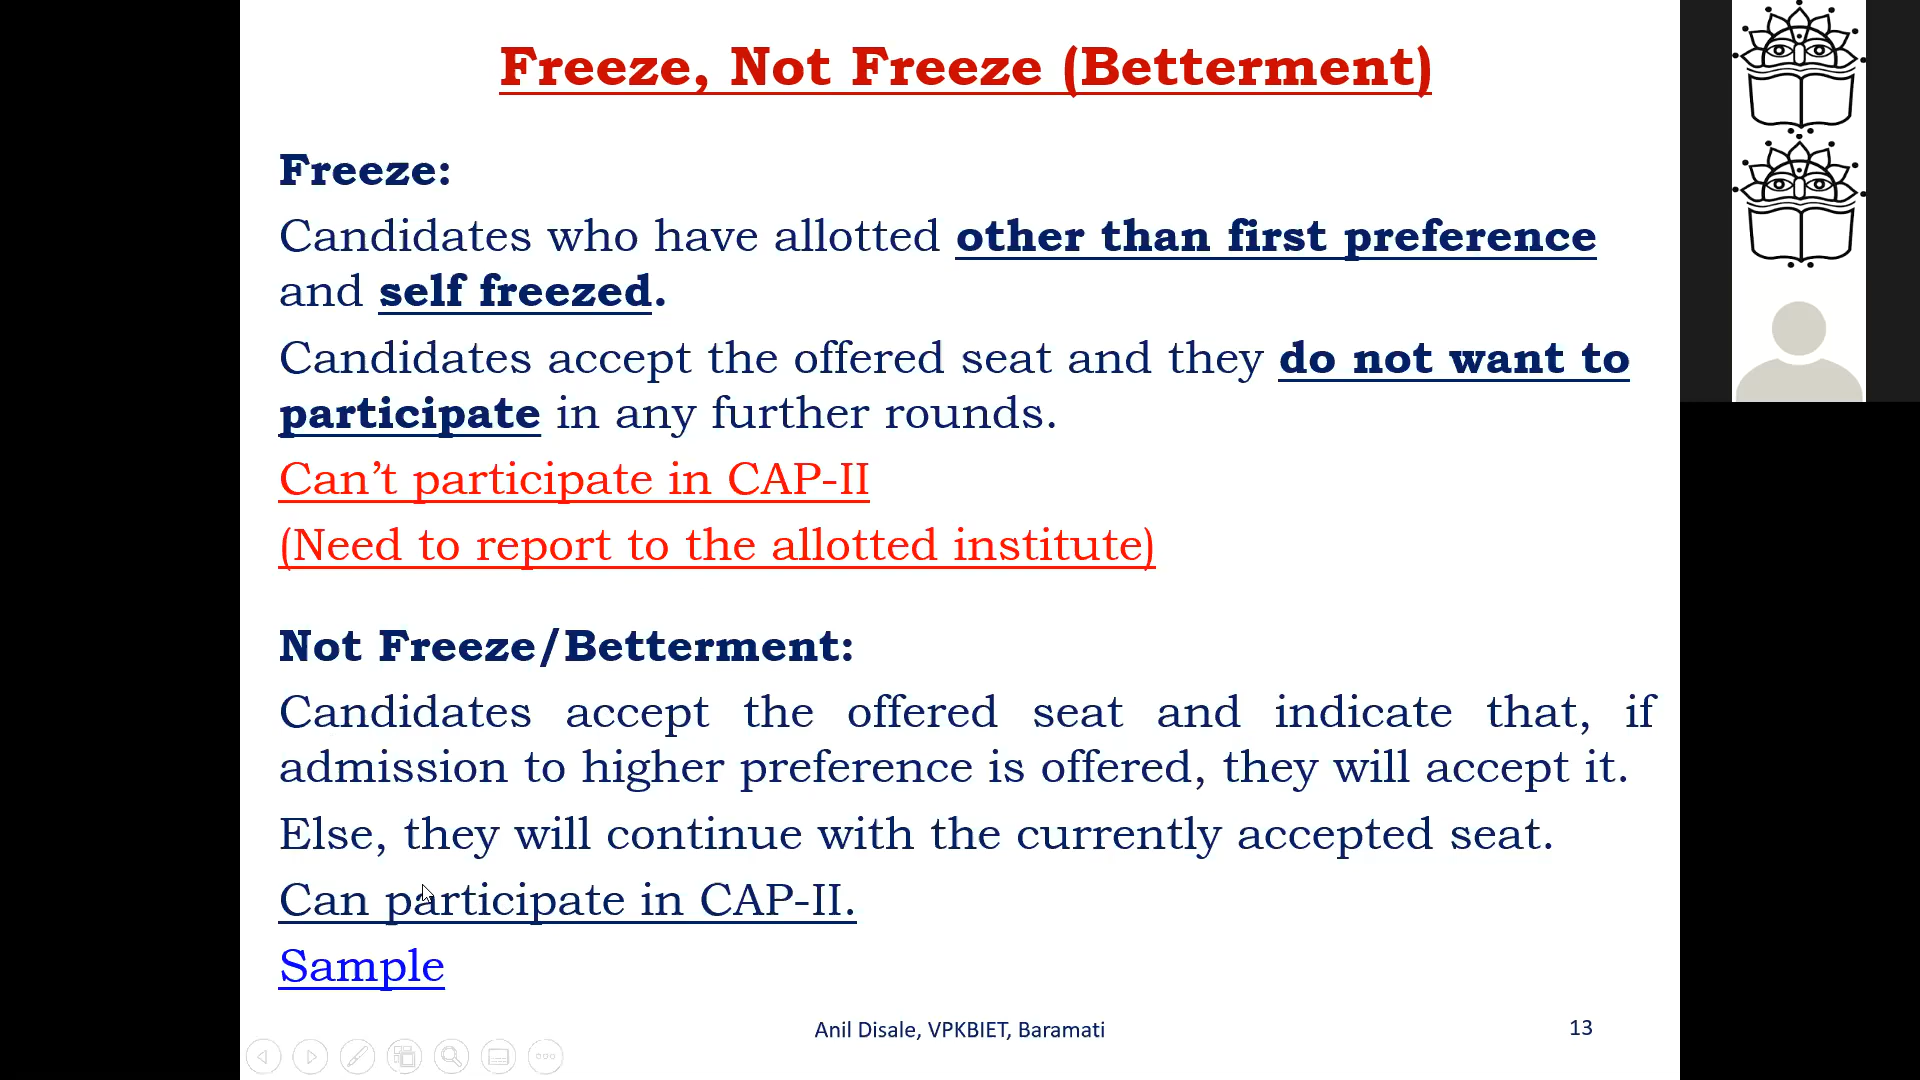 Freeze, Not Freeze (Betterment)
Freeze:
Candidates who have allotted other than first preference
and self freezed.
Candidates accept the offered seat and they do not want to
participate in any further rounds.
Can’t participate in CAP-II
(Need to report to the allotted institute)
Not Freeze/Betterment:
Candidates accept the offered seat and indicate that, if
admission to higher preference is offered, they will accept it.
Else, they will continue with the currently accepted seat.
Can participate in CAP-II.
Sample
Anil Disale, VPKBIET, Baramati
13